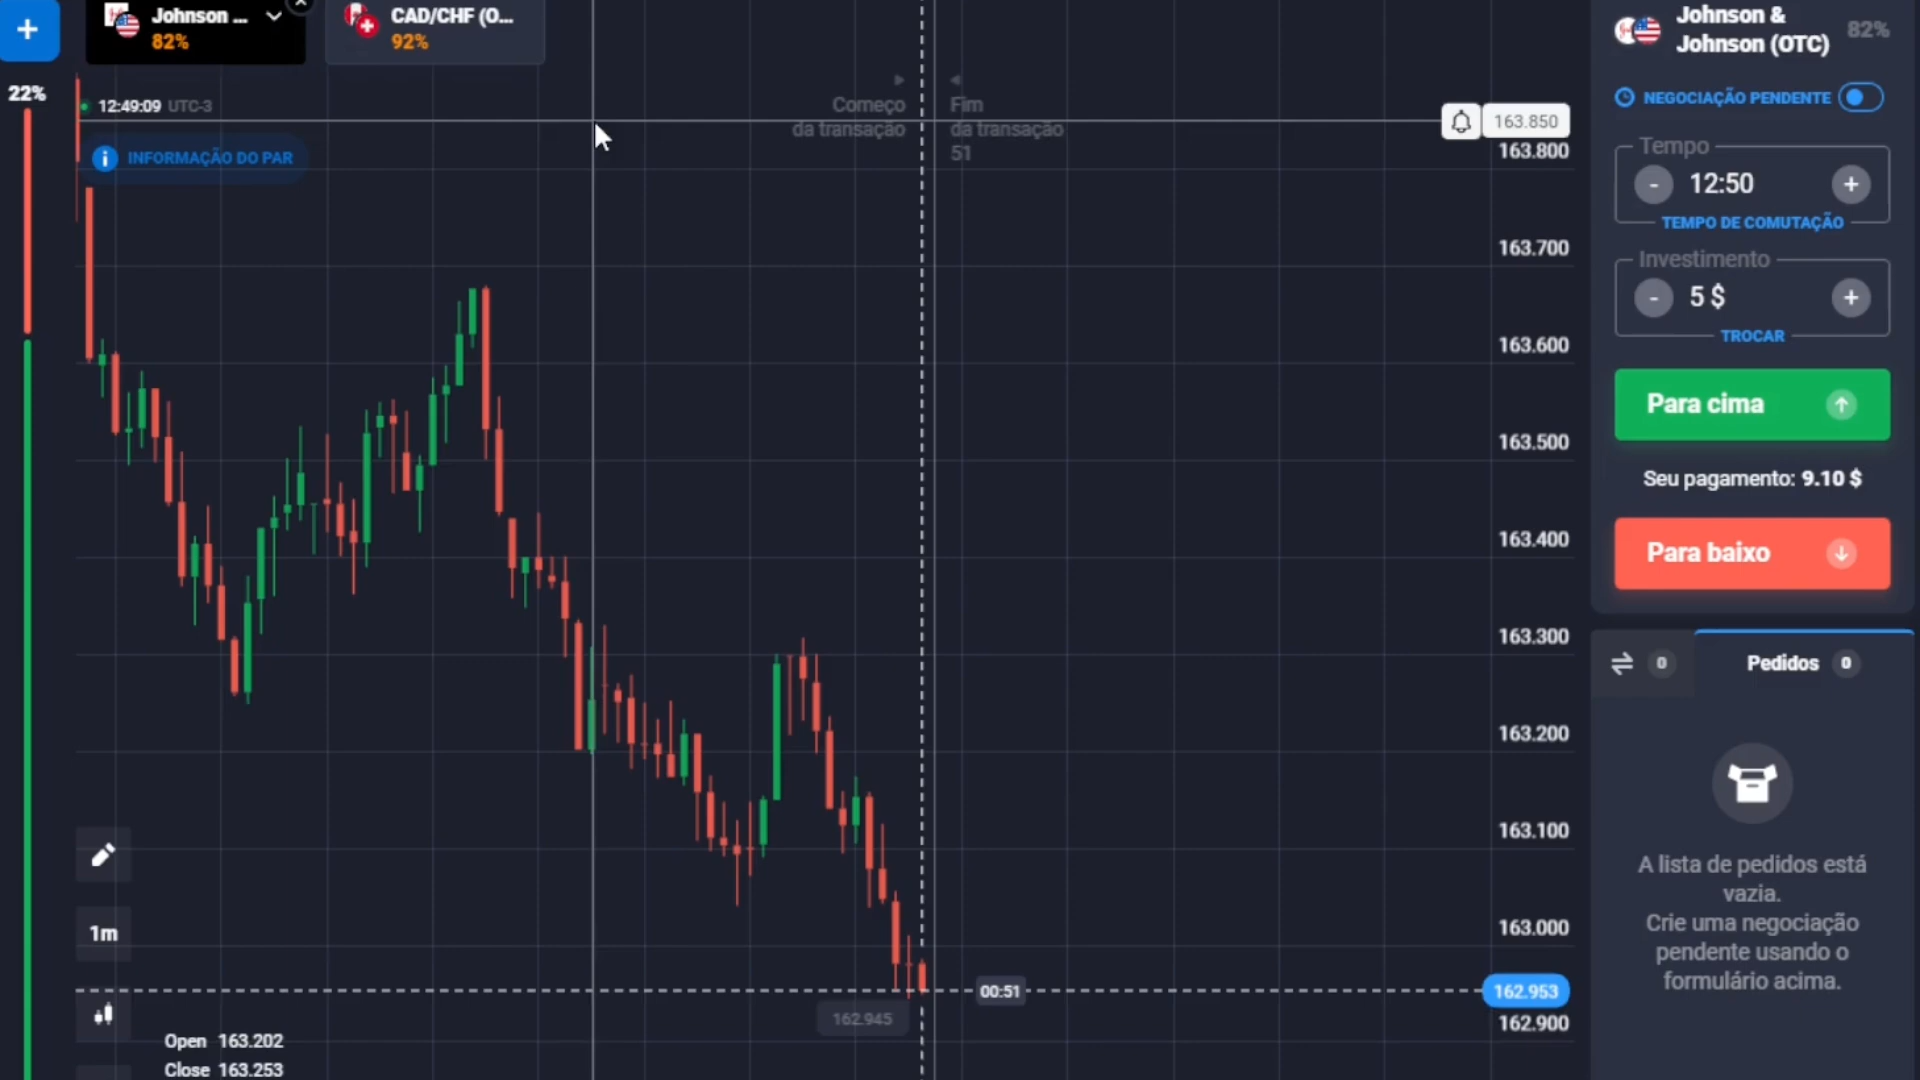 Johnson ...
82%
CAD/CHF (O...
92%
22%
12:49:09 UTC-3
INFORMAÇÃO DO PAR
Começo
da transação
Fim
da transação
51
163.850
163.800
163.700
163.600
163.500
163.400
163.300
163.200
163.100
163.000
162.953
162.900
00:51
162.945
1m
Open 163.202
Close 163.253
Johnson &
Johnson (OTC)
82%
NEGOCIAÇÃO PENDENTE
Tempo
- 12:50 +
TEMPO DE COMUTAÇÃO
Investimento
- 5 $ +
TROCAR
Para cima
Seu pagamento: 9.10 $
Para baixo
0
Pedidos 0
A lista de pedidos está
vazia.
Crie uma negociação
pendente usando o
formulário acima.